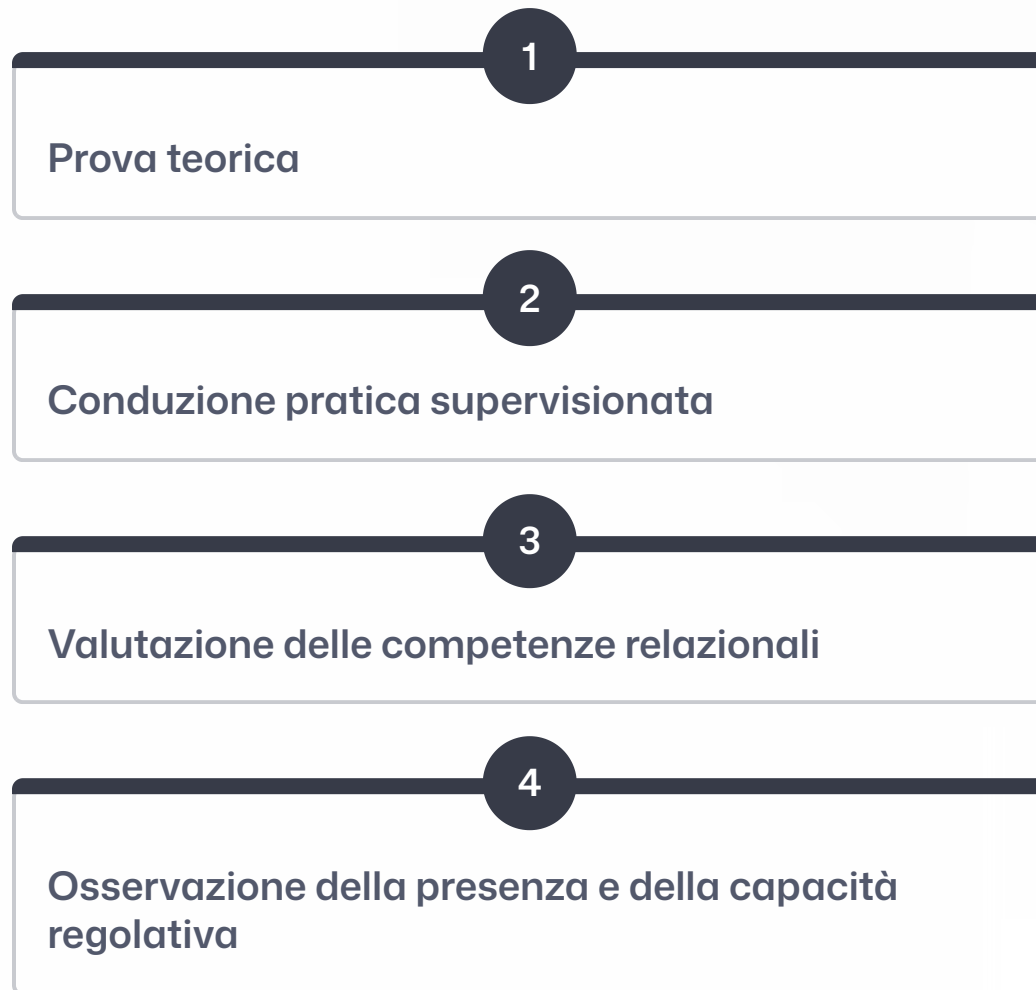 1
Prova teorica
2
Conduzione pratica supervisionata
3
Valutazione delle competenze relazionali
4
Osservazione della presenza e della capacità
regolativa